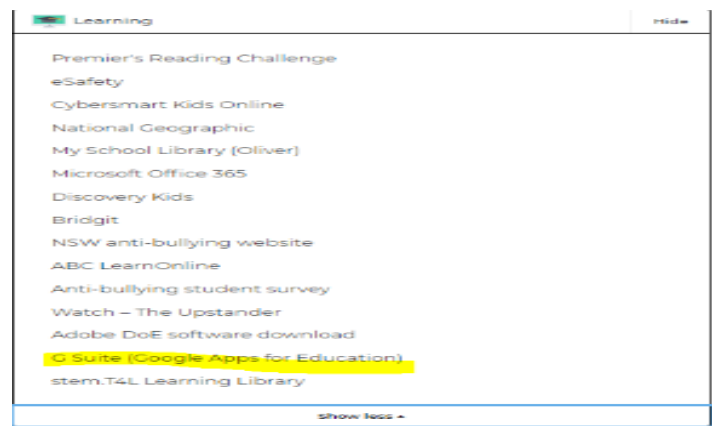 Learning Hide
Premier's Reading Challenge
eSafety
Cybersmart Kids Online
National Geographic
My School Library (Oliver)
Microsoft Office 365
Discovery Kids
Bridgit
NSW anti-bullying website
ABC LearnOnline
Anti-bullying student survey
Watch – The Upstander
Adobe DoE software download
G Suite (Google Apps for Education)
stem.T4L Learning Library
Show less